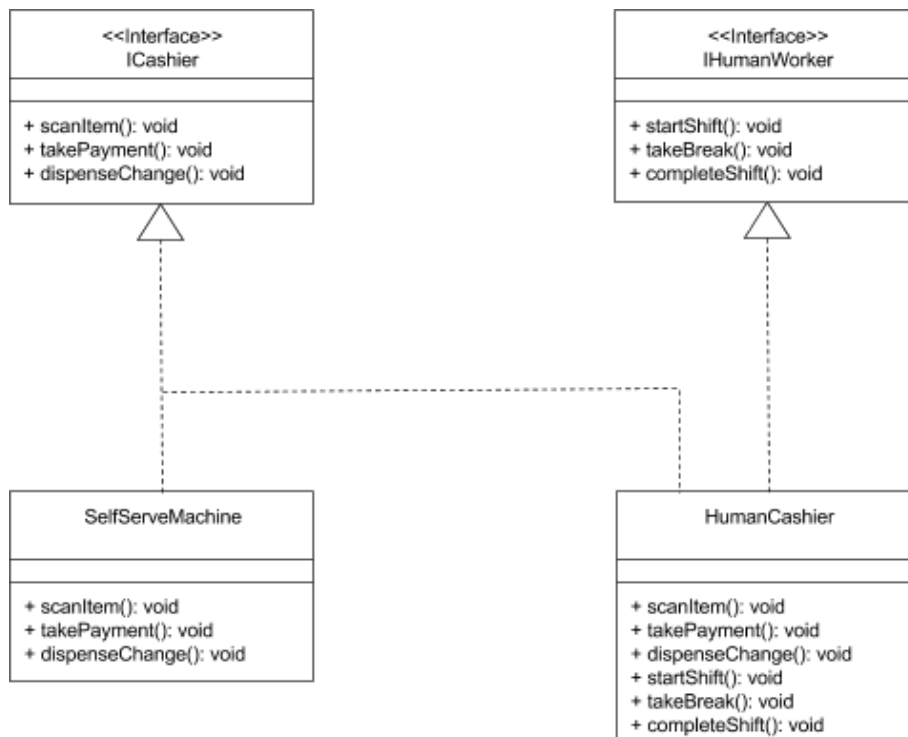 <<Interface>>
ICashier
+ scanItem(): void
+ takePayment(): void
+ dispenseChange(): void
<<Interface>>
IHumanWorker
+ startShift(): void
+ takeBreak(): void
+ completeShift(): void
SelfServeMachine
+ scanItem(): void
+ takePayment(): void
+ dispenseChange(): void
HumanCashier
+ scanItem(): void
+ takePayment(): void
+ dispenseChange(): void
+ startShift(): void
+ takeBreak(): void
+ completeShift(): void